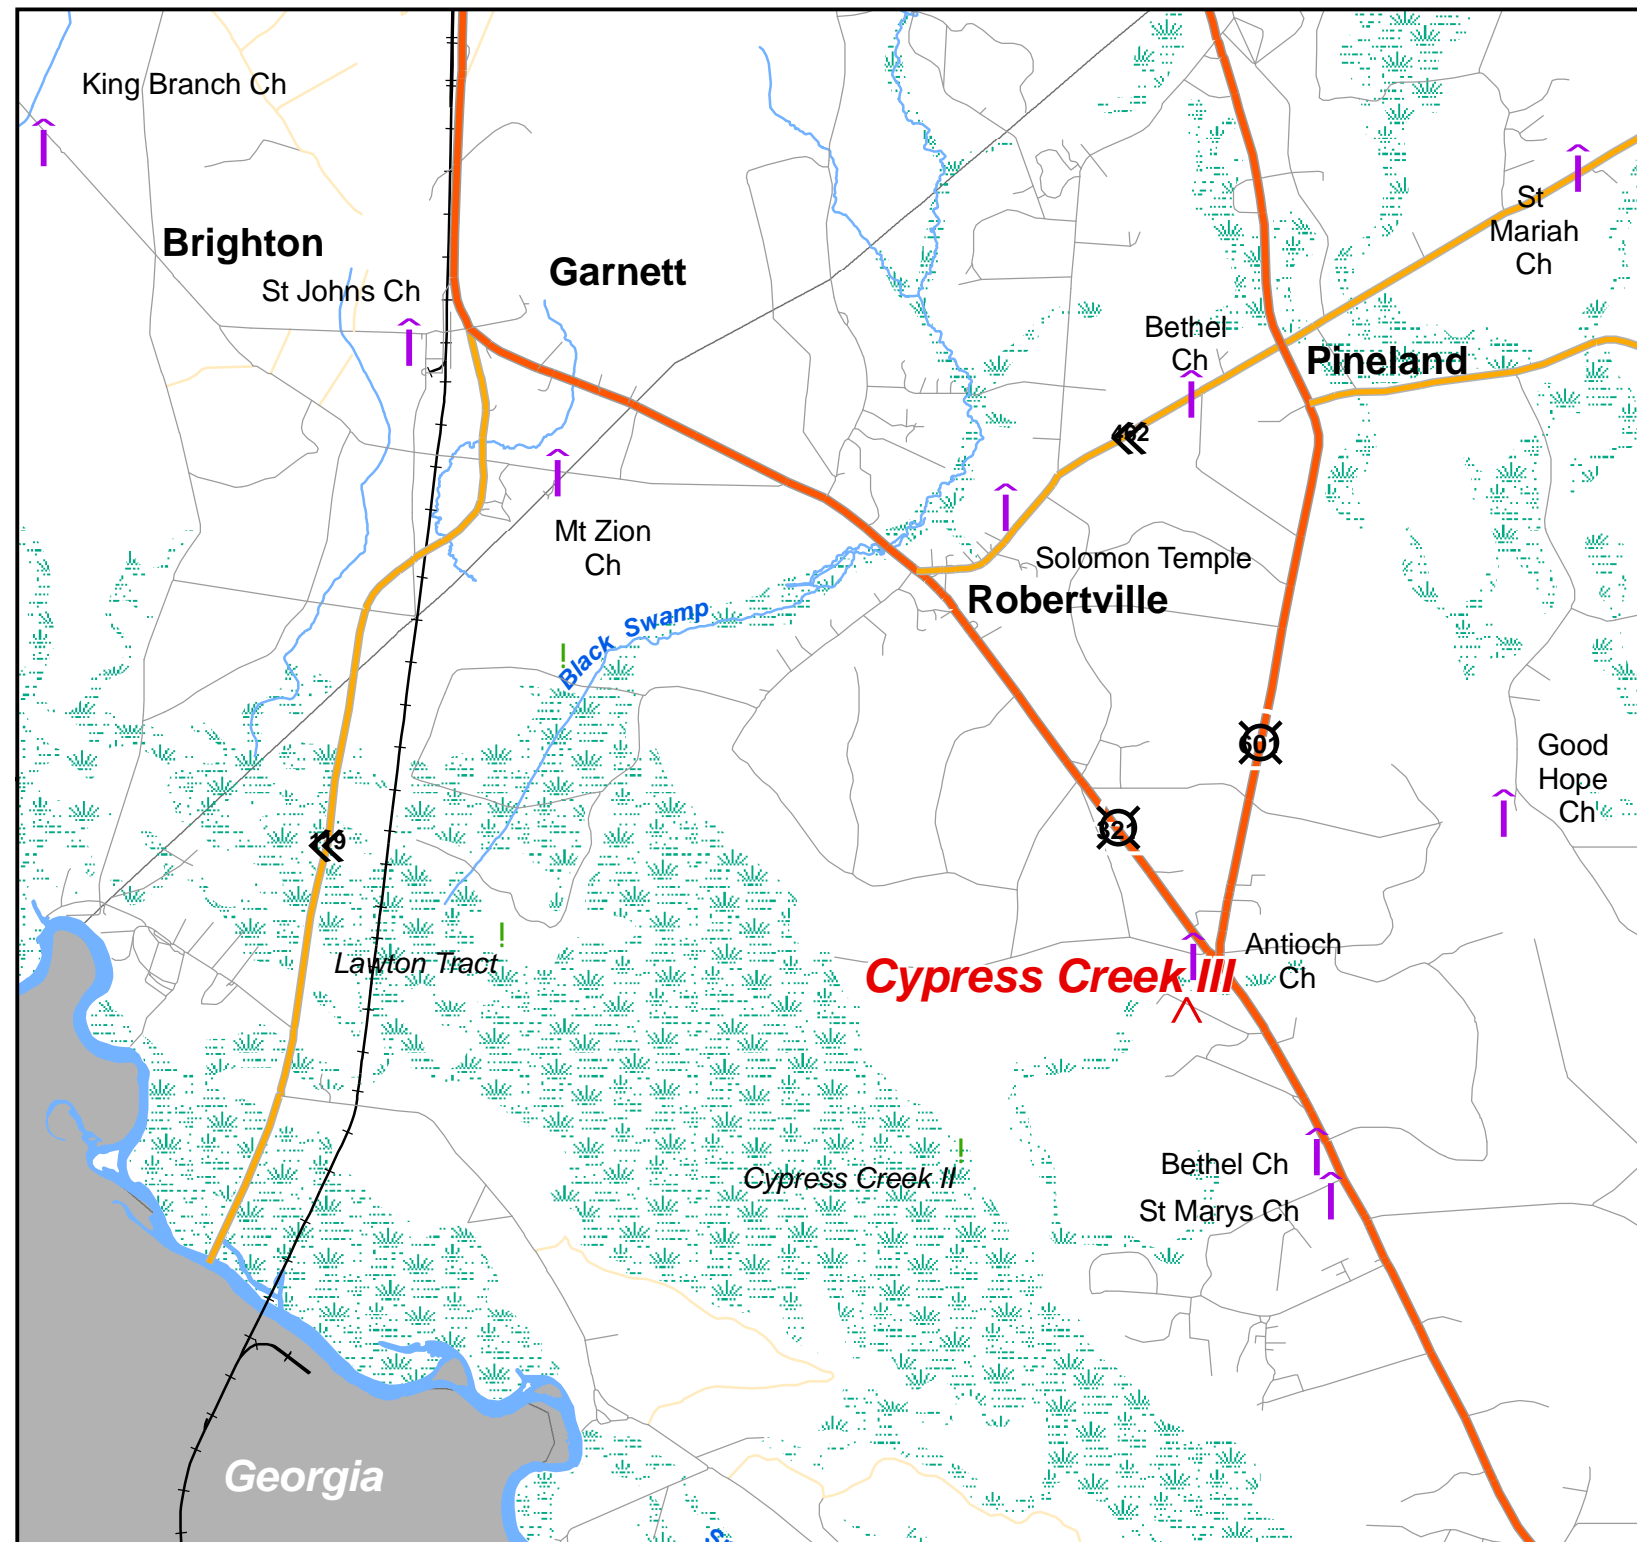 King Branch Ch
St
Mariah
Ch
Brighton
Garnett
St Johns Ch
Bethel
Ch
Pineland
Mt Zion
Ch
Solomon Temple
Robertville
Black Swamp
601
Good
Hope
Ch
321
Lawton Tract
Antioch
Ch
Cypress Creek III
Cypress Creek II
Bethel Ch
St Marys Ch
Georgia